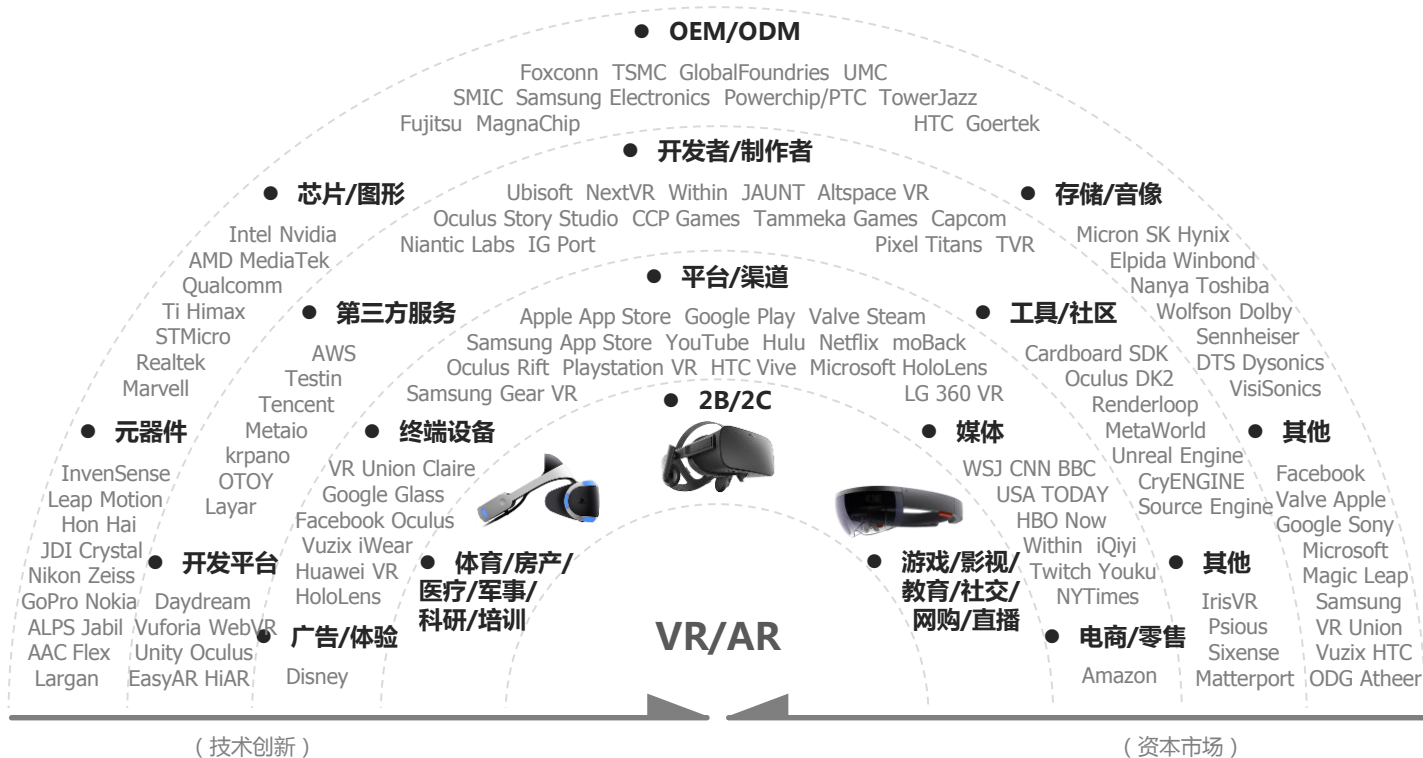 ● OEM/ODM
Foxconn TSMC GlobalFoundries UMC
SMIC Samsung Electronics Powerchip/PTC TowerJazz
Fujitsu MagnaChip
HTC Goertek
● 芯片/图形
Intel Nvidia
AMD MediaTek
Qualcomm
Ti Himax
STMicro
Realtek
Marvell
● 元器件
InvenSense
Leap Motion
Hon Hai
JDI Crystal
Nikon Zeiss
GoPro Nokia
ALPS Jabil
AAC Flex
Largan
● 存储/音像
Micron SK Hynix
Elpida Winbond
Nanya Toshiba
Wolfson Dolby
Sennheiser
DTS Dysonics
VisiSonics
● 其他
Facebook
Valve Apple
Google Sony
Microsoft
Magic Leap
Samsung
VR Union
Vuzix HTC
ODG Atheer
● 开发者/制作者
Ubisoft NextVR Within JAUNT Altspace VR
Oculus Story Studio CCP Games Tammeka Games Capcom
Niantic Labs IG Port
Pixel Titans TVR
● 第三方服务
AWS
Testin
Tencent
Metaio
krpano
OTOY
Layar
● 开发平台
Daydream
Vuforia WebVR
Unity Oculus
EasyAR HiAR
● 工具/社区
Cardboard SDK
Oculus DK2
Renderloop
MetaWorld
Unreal Engine
CryENGINE
Source Engine
● 其他
IrisVR
Psious
Sixense
Matterport
● 平台/渠道
Apple App Store Google Play Valve Steam
Samsung App Store YouTube Hulu Netflix moBack
Oculus Rift Playstation VR HTC Vive Microsoft HoloLens
Samsung Gear VR
LG 360 VR
● 终端设备
VR Union Claire
Google Glass
Facebook Oculus
Vuzix iWear
Huawei VR
HoloLens
● 广告/体验
Disney
● 媒体
WSJ CNN BBC
USA TODAY
HBO Now
Within iQiyi
Twitch Youku
NYTimes
● 电商/零售
Amazon
● 2B/2C
● 体育/房产/
医疗/军事/
科研/培训
● 游戏/影视/
教育/社交/
网购/直播
VR/AR
（技术创新）
（资本市场）